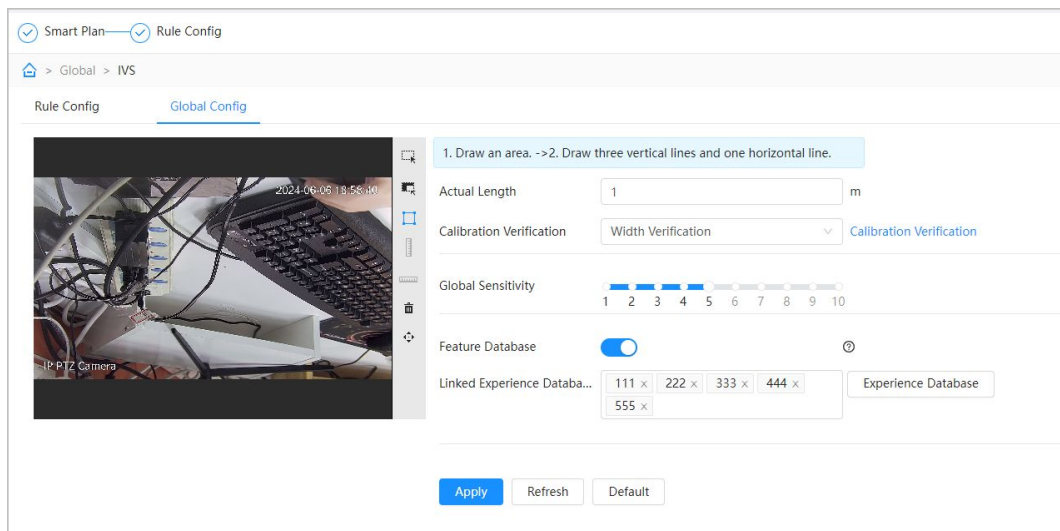 Smart Plan Rule Config
> Global > IVS
Rule Config Global Config
1. Draw an area. ->2. Draw three vertical lines and one horizontal line.
2024-06-06 18:58:40
Actual Length 1 m
Calibration Verification Width Verification Calibration Verification
Global Sensitivity
1 2 3 4 5 6 7 8 9 10
Feature Database
IP PTZ Camera
Linked Experience Databa... 111 x 222 x 333 x 444 x Experience Database
555 x
Apply Refresh Default